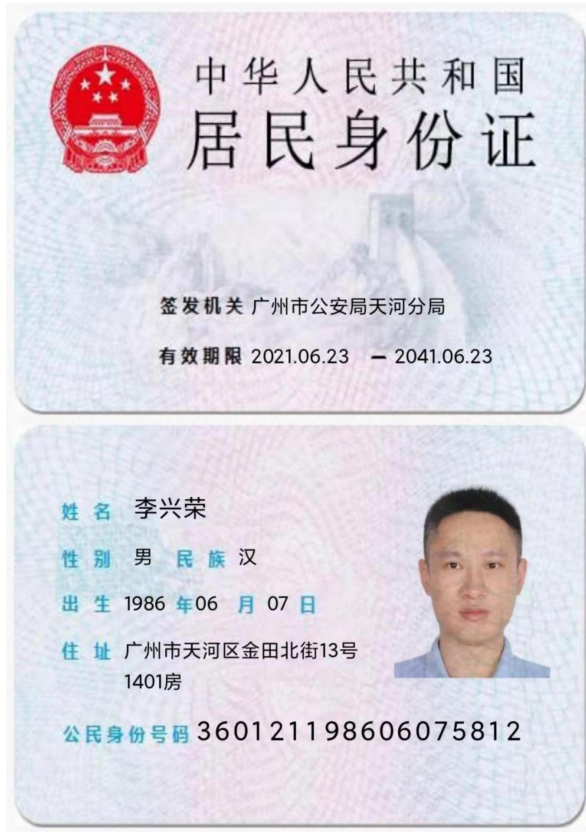 中华人民共和国
居民身份证
签发机关 广州市公安局天河分局
有效期限 2021.06.23 — 2041.06.23
姓名 李兴荣
性别 男 民族 汉
出生 1986 年 06 月 07 日
住址 广州市天河区金田北街13号
1401房
公民身份号码 360121198606075812